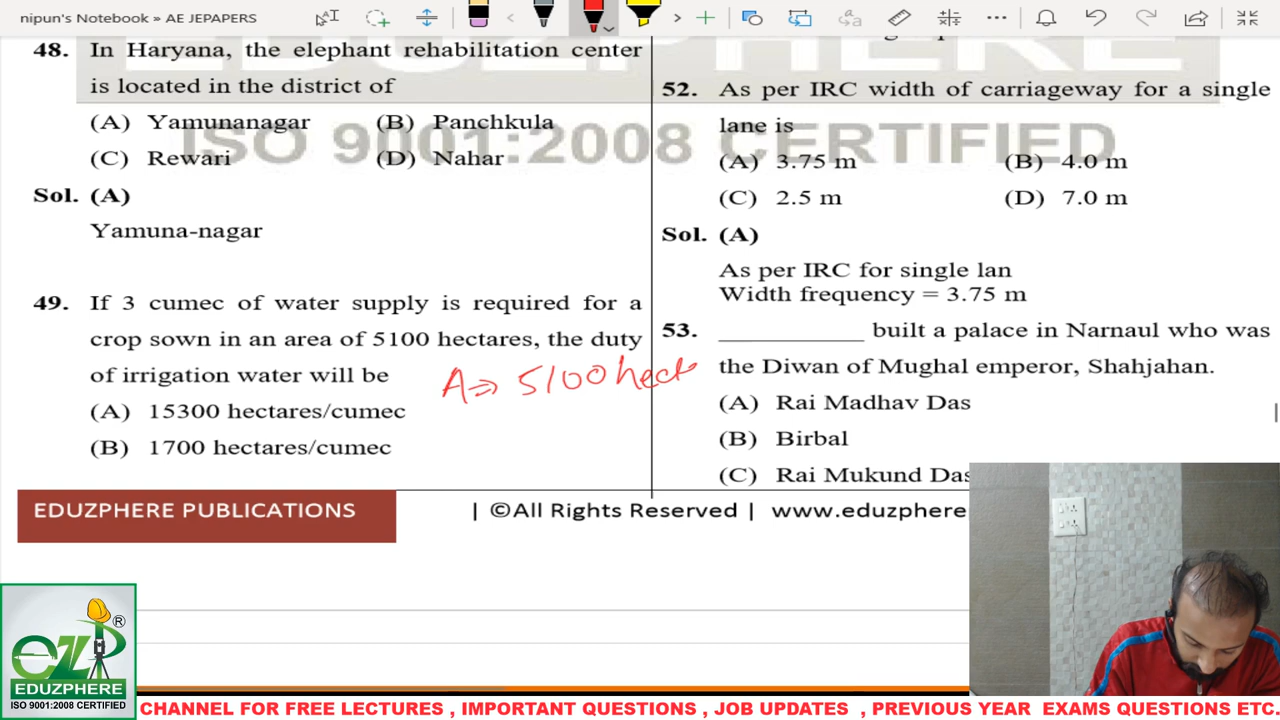 nipun's Notebook » AE JEPAPERS
48. In Haryana, the elephant rehabilitation center
is located in the district of
(A) Yamunanagar (B) Panchkula
(C) Rewari (D) Nahar
Sol. (A)
Yamuna-nagar
49. If 3 cumec of water supply is required for a
crop sown in an area of 5100 hectares, the duty
of irrigation water will be
A => 5100 hect
(A) 15300 hectares/cumec
(B) 1700 hectares/cumec
52. As per IRC width of carriageway for a single
lane is
(A) 3.75 m (B) 4.0 m
(C) 2.5 m (D) 7.0 m
Sol. (A)
As per IRC for single lan
Width frequency = 3.75 m
53. ____________ built a palace in Narnaul who was
the Diwan of Mughal emperor, Shahjahan.
(A) Rai Madhav Das
(B) Birbal
(C) Rai Mukund Das
EDUZPHERE
ISO 9001:2008 CERTIFIED
EDUZPHERE PUBLICATIONS | ©All Rights Reserved | www.eduzphere
EZP ®
EDUZPHERE
ISO 9001:2008 CERTIFIED
CHANNEL FOR FREE LECTURES , IMPORTANT QUESTIONS , JOB UPDATES , PREVIOUS YEAR EXAMS QUESTIONS ETC.